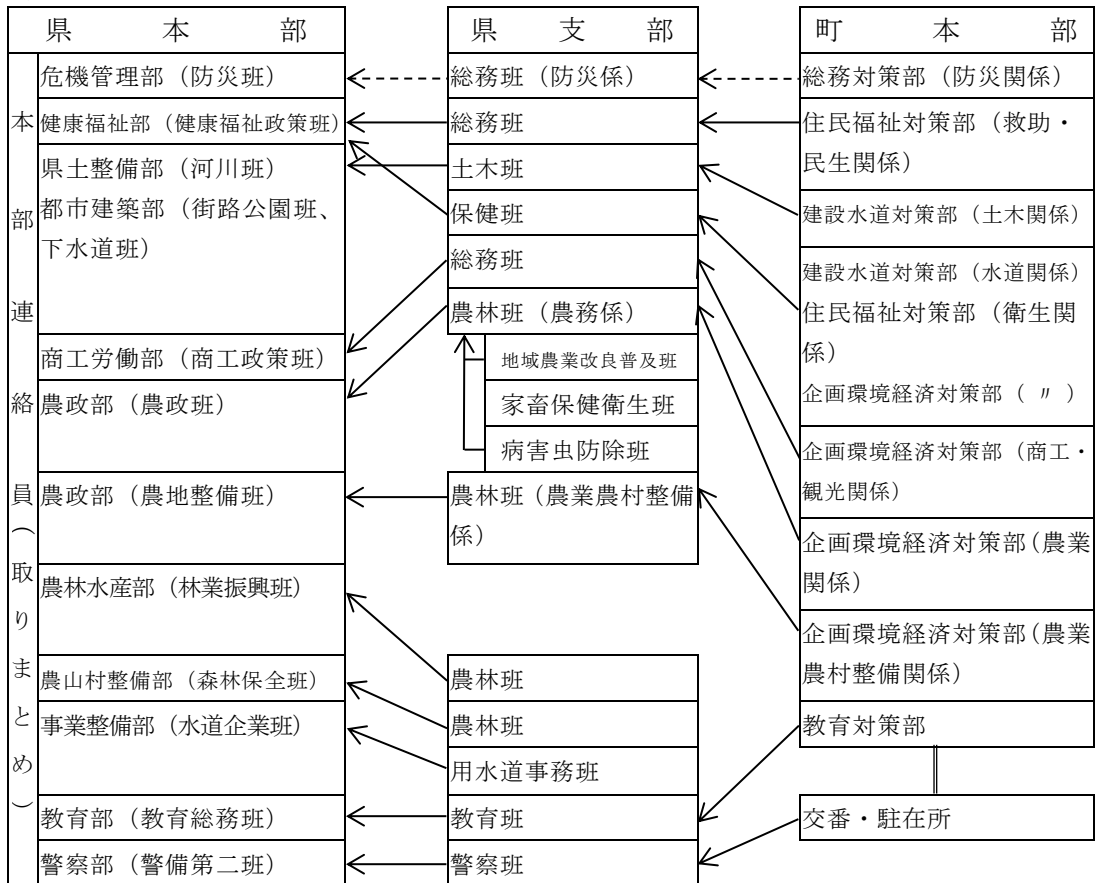 県本部
本部連絡員（取りまとめ）
危機管理部（防災班）
健康福祉部（健康福祉政策班）
県土整備部（河川班）
都市建築部（街路公園班、
下水道班）
商工労働部（商工政策班）
農政部（農政班）
農政部（農地整備班）
農林水産部（林業振興班）
農山村整備部（森林保全班）
事業整備部（水道企業班）
教育部（教育総務班）
警察部（警備第二班）
県支部
総務班（防災係）
総務班
土木班
保健班
総務班
農林班（農務係）
地域農業改良普及班
家畜保健衛生班
病害虫防除班
農林班（農業農村整備
係）
農林班
農林班
用水道事務班
教育班
警察班
町本部
総務対策部（防災関係）
住民福祉対策部（救助・
民生関係）
建設水道対策部（土木関係）
建設水道対策部（水道関係）
住民福祉対策部（衛生関
係）
企画環境経済対策部（〃）
企画環境経済対策部（商工・
観光関係）
企画環境経済対策部（農業
関係）
企画環境経済対策部（農業
農村整備関係）
教育対策部
交番・駐在所